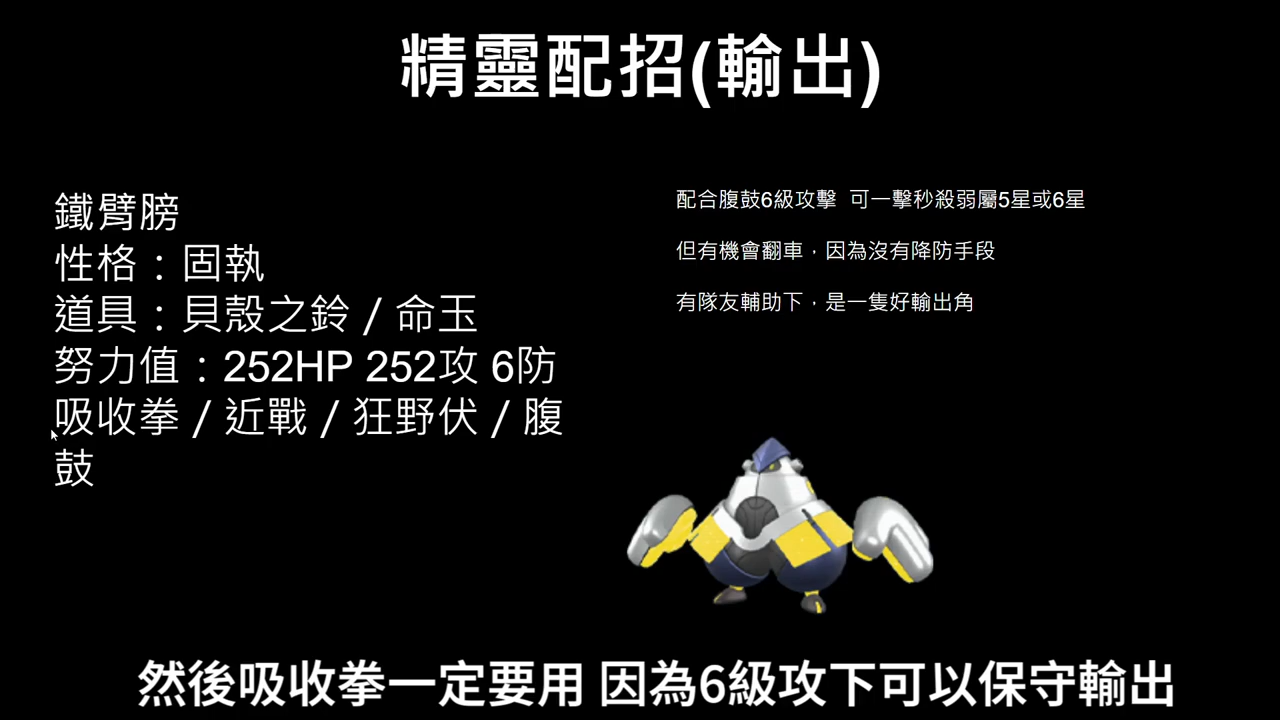 精靈配招(輸出)
鐵臂膀
性格：固執
道具：貝殼之鈴 / 命玉
努力值：252HP 252攻 6防
吸收拳 / 近戰 / 狂野伏 / 腹
鼓
配合腹鼓6級攻擊 可一擊秒殺弱屬5星或6星
但有機會翻車，因為沒有降防手段
有隊友輔助下，是一隻好輸出角
然後吸收拳一定要用 因為6級攻下可以保守輸出